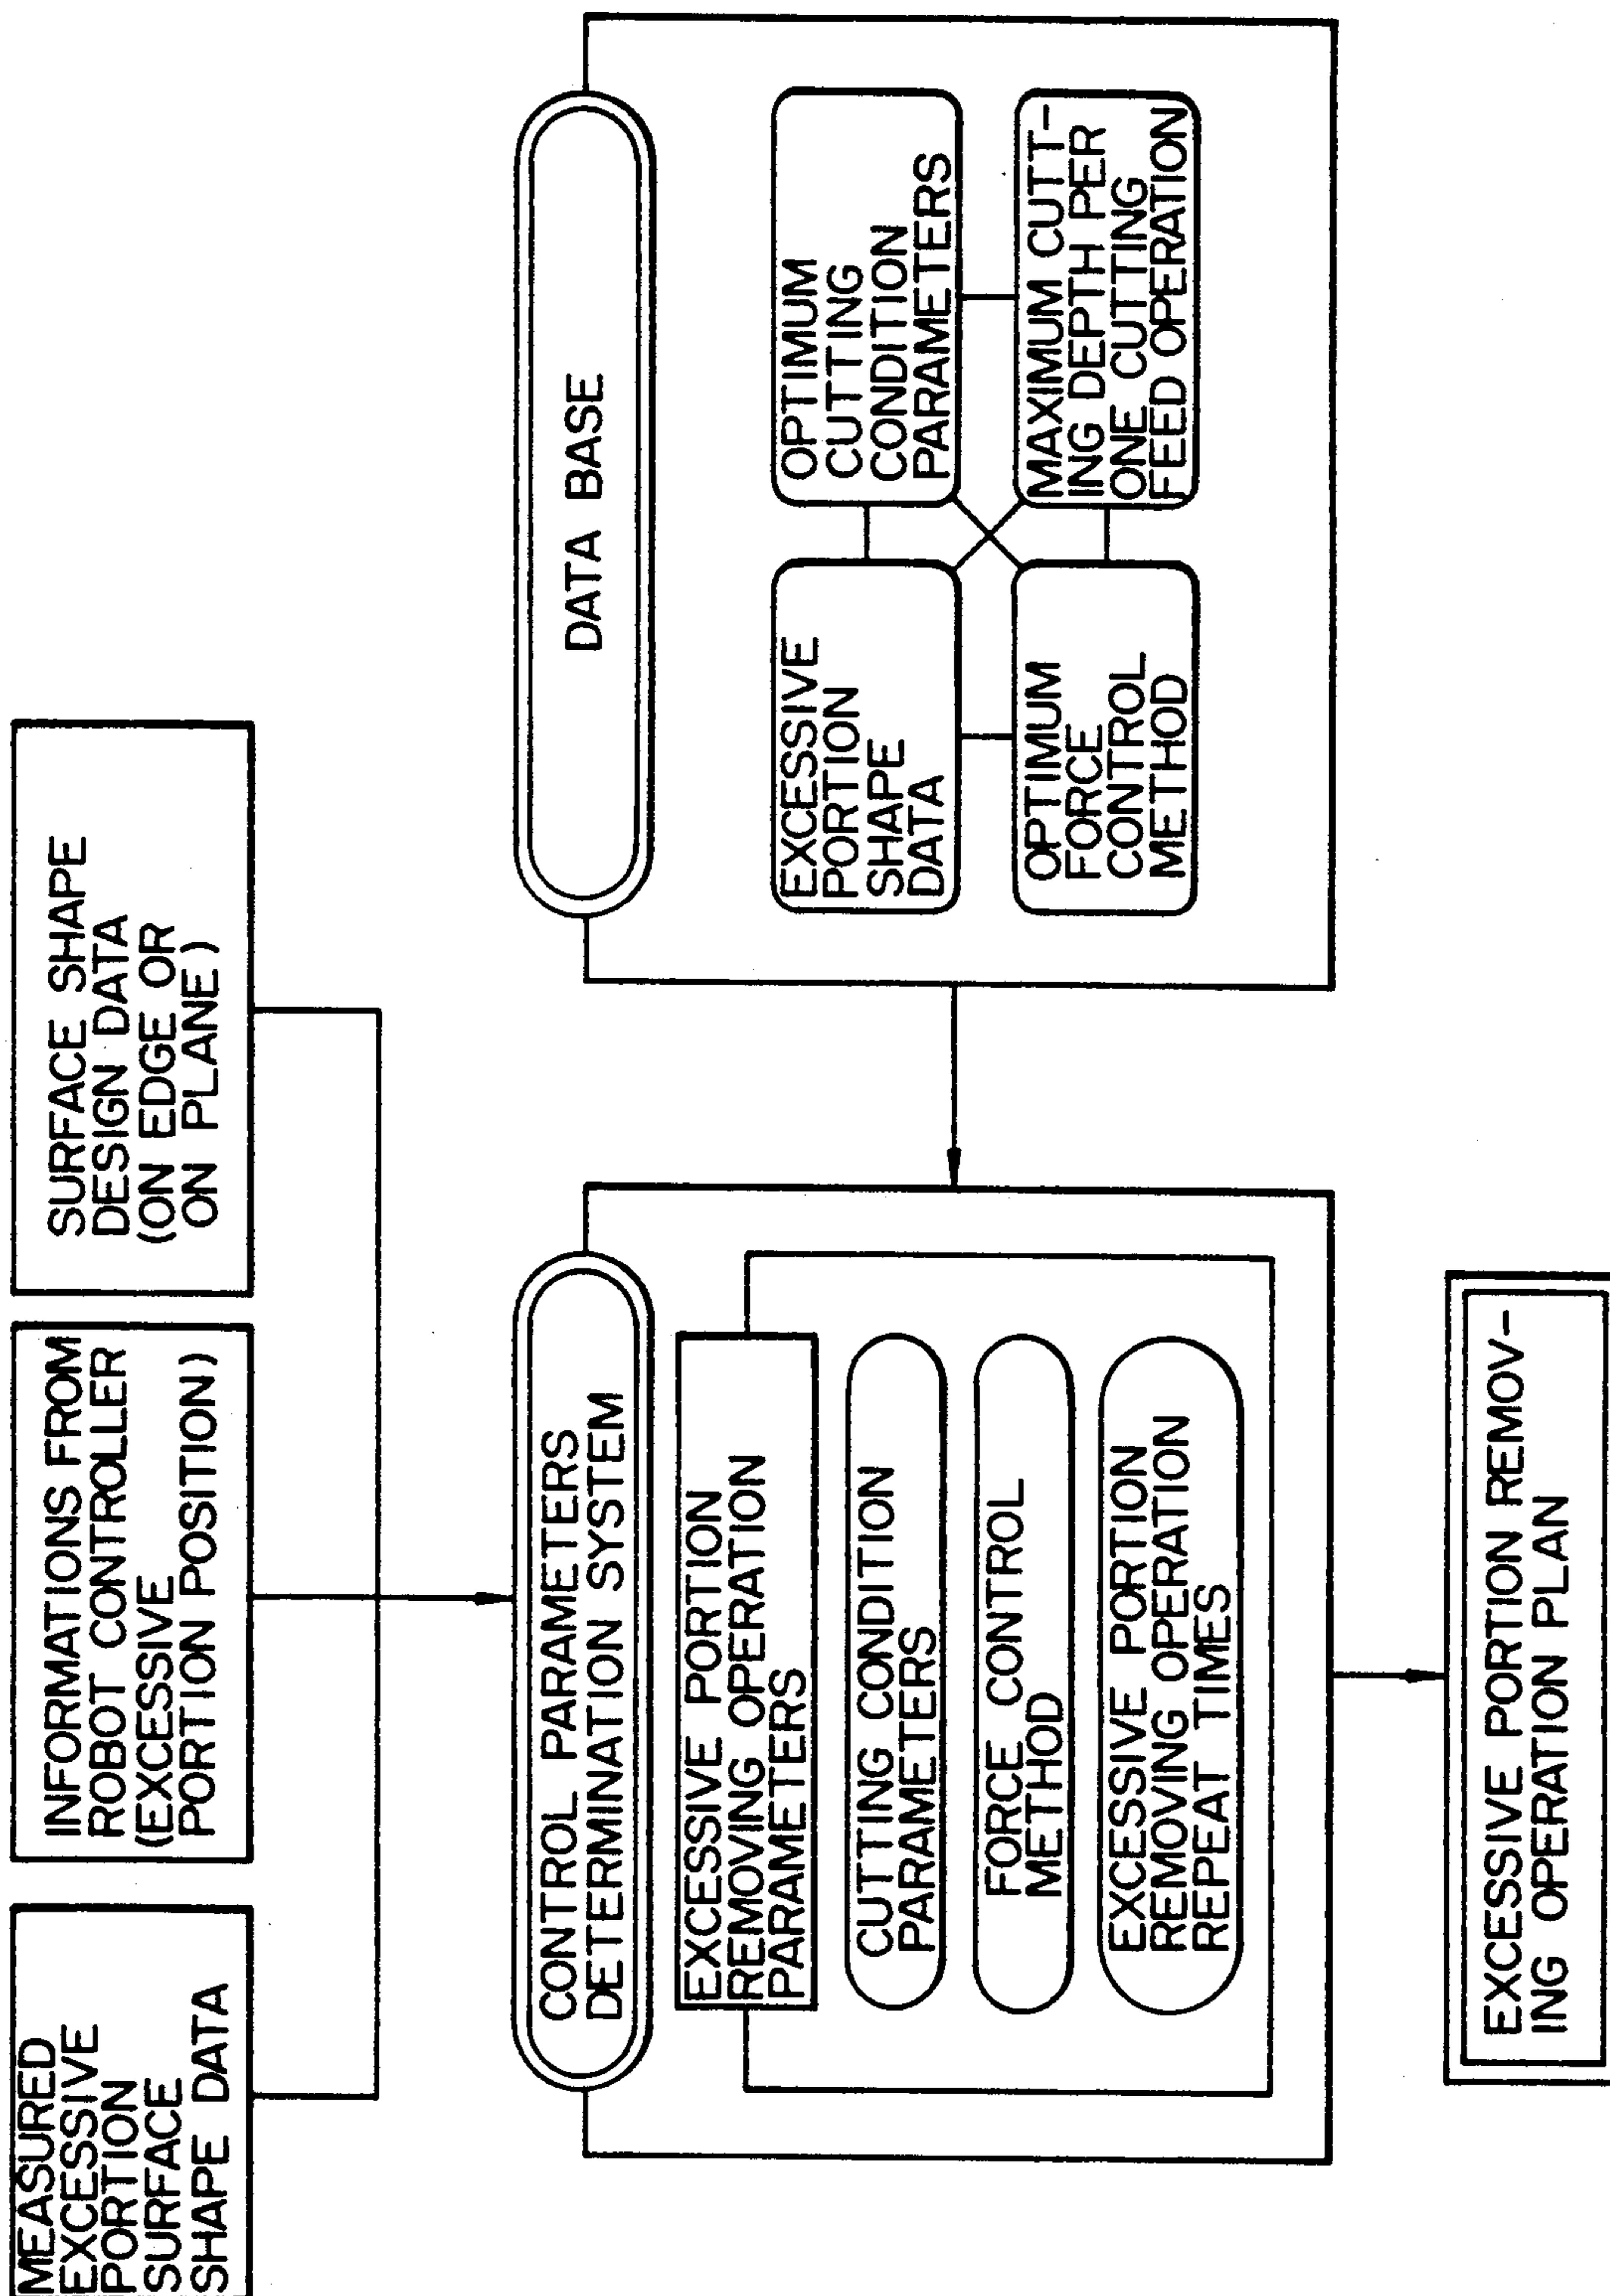 MEASURED
EXCESSIVE
PORTION
SURFACE
SHAPE DATA
INFORMATIONS FROM
ROBOT CONTROLLER
(EXCESSIVE
PORTION POSITION)
SURFACE SHAPE
DESIGN DATA
(ON EDGE OR
ON PLANE)
CONTROL PARAMETERS
DETERMINATION SYSTEM
EXCESSIVE PORTION
REMOVING OPERATION
PARAMETERS
CUTTING CONDITION
PARAMETERS
FORCE CONTROL
METHOD
EXCESSIVE PORTION
REMOVING OPERATION
REPEAT TIMES
DATA BASE
EXCESSIVE
PORTION
SHAPE
DATA
OPTIMUM
CUTTING
CONDITION
PARAMETERS
OPTIMUM
FORCE
CONTROL
METHOD
MAXIMUM CUTT-
ING DEPTH PER
ONE CUTTING
FEED OPERATION
EXCESSIVE PORTION REMOV-
ING OPERATION PLAN